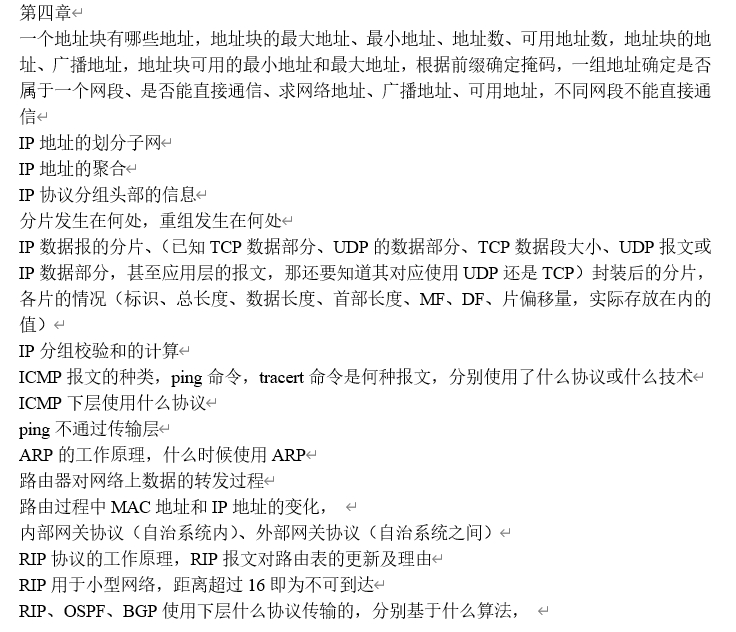 第四章
一个地址块有哪些地址，地址块的最大地址、最小地址、地址数、可用地址数，地址块的地
址、广播地址，地址块可用的最小地址和最大地址，根据前缀确定掩码，一组地址确定是否
属于一个网段、是否能直接通信、求网络地址、广播地址、可用地址，不同网段不能直接通
信
IP 地址的划分子网
IP 地址的聚合
IP 协议分组头部的信息
分片发生在何处，重组发生在何处
IP 数据报的分片、（已知 TCP 数据部分、UDP 的数据部分、TCP 数据段大小、UDP 报文或
IP 数据部分，甚至应用层的报文，那还要知道其对应使用 UDP 还是 TCP）封装后的分片，
各片的情况（标识、总长度、数据长度、首部长度、MF、DF、片偏移量，实际存放在内的
值）
IP 分组校验和的计算
ICMP 报文的种类，ping 命令，tracert 命令是何种报文，分别使用了什么协议或什么技术
ICMP 下层使用什么协议
ping 不通过传输层
ARP 的工作原理，什么时候使用 ARP
路由器对网络上数据的转发过程
路由过程中 MAC 地址和 IP 地址的变化，
内部网关协议（自治系统内）、外部网关协议（自治系统之间）
RIP 协议的工作原理，RIP 报文对路由表的更新及理由
RIP 用于小型网络，距离超过 16 即为不可到达
RIP、OSPF、BGP 使用下层什么协议传输的，分别基于什么算法，